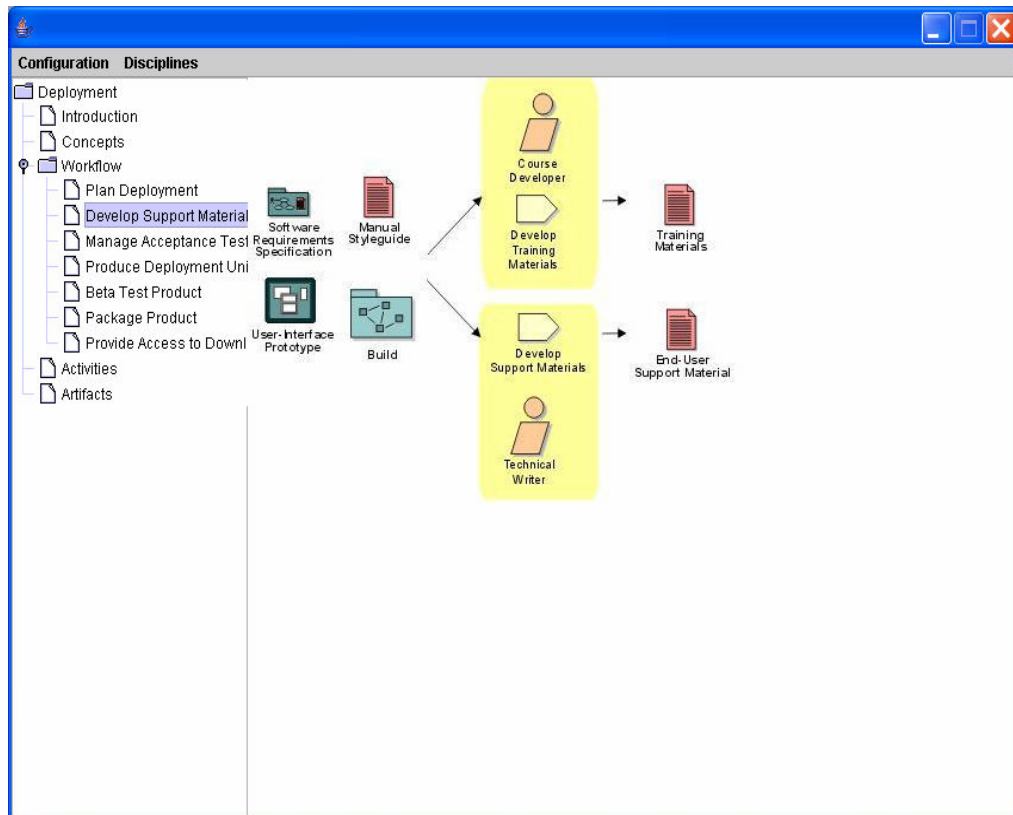 Configuration Disciplines
Deployment
Introduction
Concepts
Workflow
Plan Deployment
Develop Support Material
Manage Acceptance Test
Produce Deployment Uni
Beta Test Product
Package Product
Provide Access to Downl
Activities
Artifacts
Software
Requirements
Specification
Manual
Styleguide
User-Interface
Prototype
Build
Course
Developer
Develop
Training
Materials
Training
Materials
Develop
Support Materials
End-User
Support Material
Technical
Writer